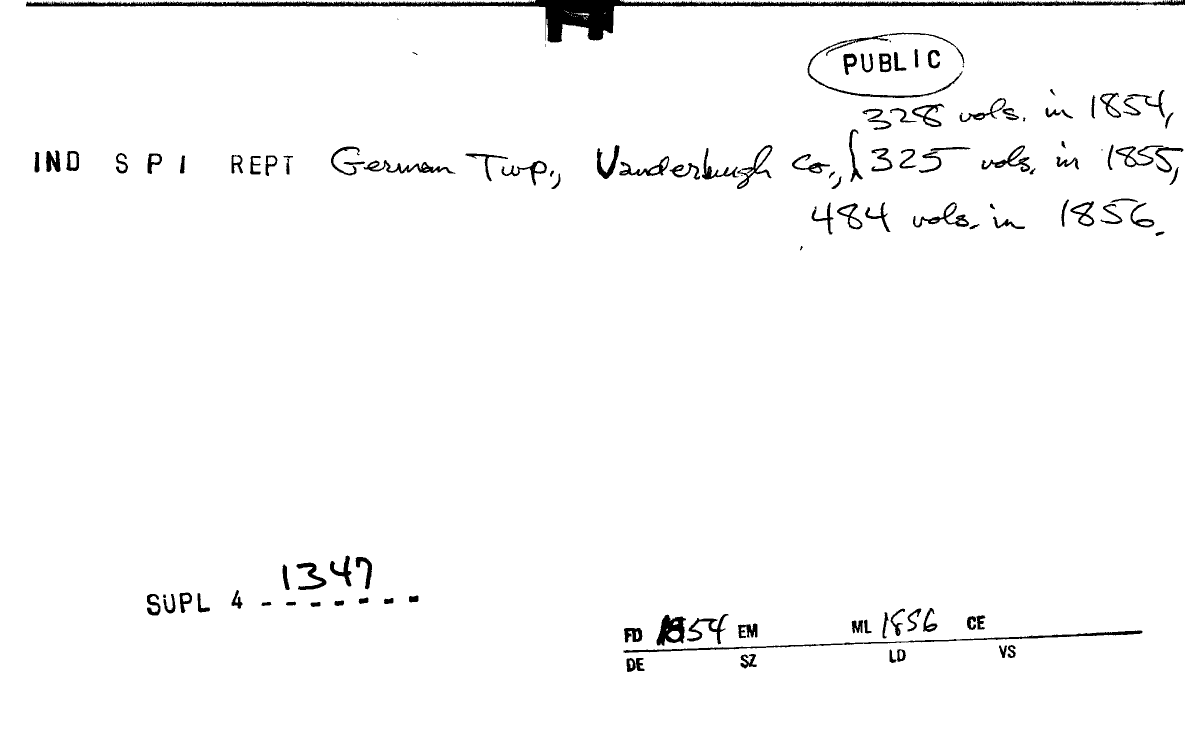 PUBLIC
328 vols. in 1854,
IND S P I REPT German Twp., Vanderburgh Co., 325 vols. in 1855,
484 vols. in 1856.
1347
SUPL 4 - - - - - - -
FD 1854 EM ML 1856 CE
DE SZ LD VS